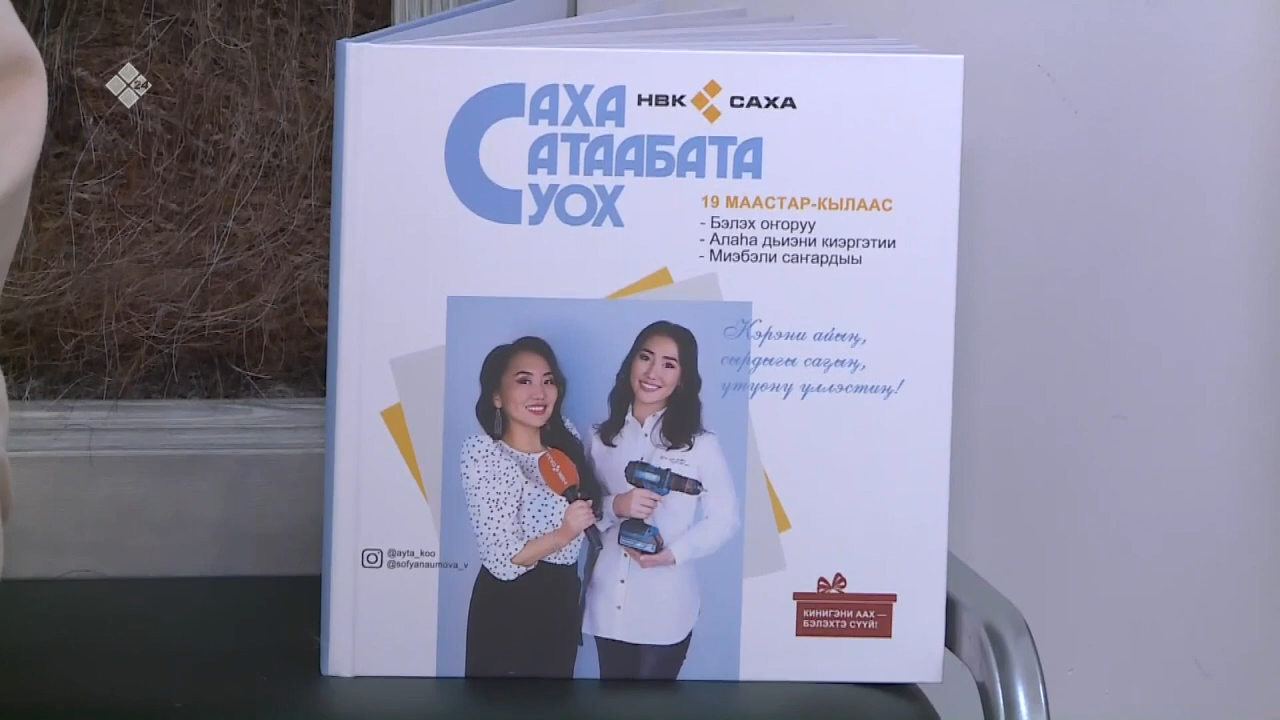 24
САХА
САТААБАТА
СУОХ
НВК САХА
19 МААСТАР-КЫЛААС
- Бэлэх оҥоруу
- Алаһа дьиэни киэргэтии
- Миэбэли саҥардыы
Кэрэни айыҥ,
сырдыгы саҕыҥ,
үтүөнү үллэстиҥ!
@ayta_koo
@sofyanaumova_v
КИНИГЭНИ ААХ —
БЭЛЭХТЭ СҮҮЙ!